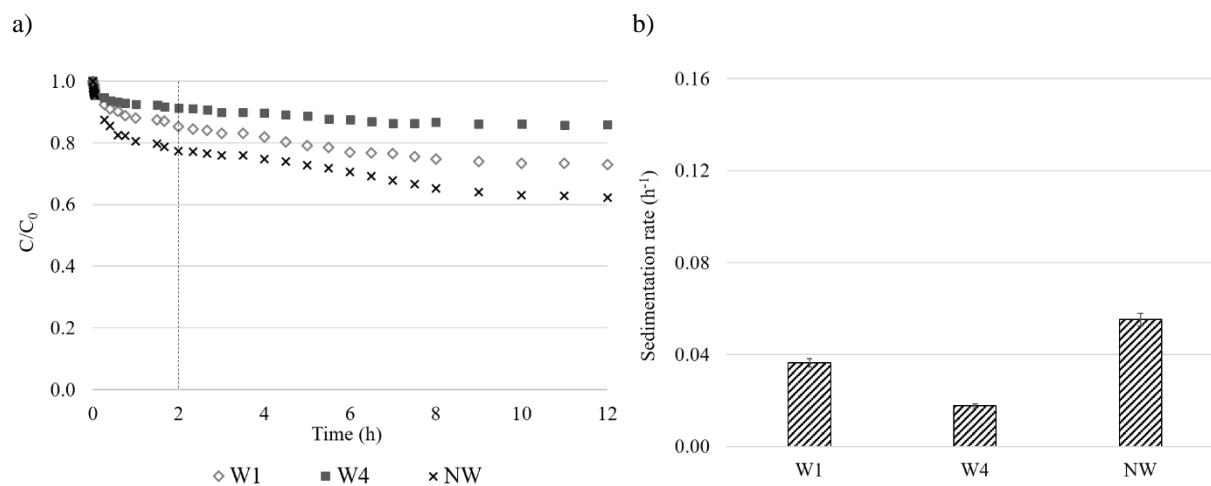 a)
1.0
0.8
0.6
0.4
0.2
0.0
C/C₀
0 2 4 6 8 10 12
Time (h)
◇ W1 ■ W4 × NW
b)
0.16
0.12
0.08
0.04
0.00
Sedimentation rate (h⁻¹)
W1 W4 NW